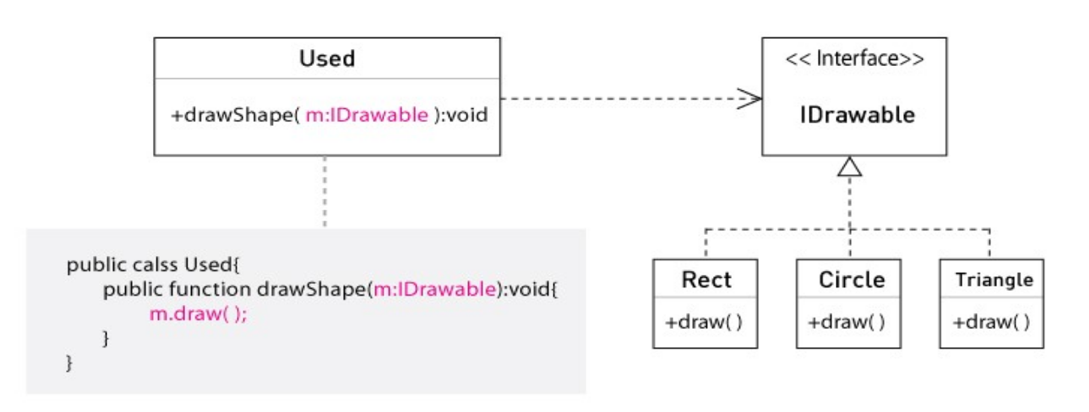 Used
+drawShape( m:IDrawable ):void
<< Interface>>
IDrawable
public calss Used{
public function drawShape(m:IDrawable):void{
m.draw( );
}
}
Rect
+draw( )
Circle
+draw( )
Triangle
+draw( )